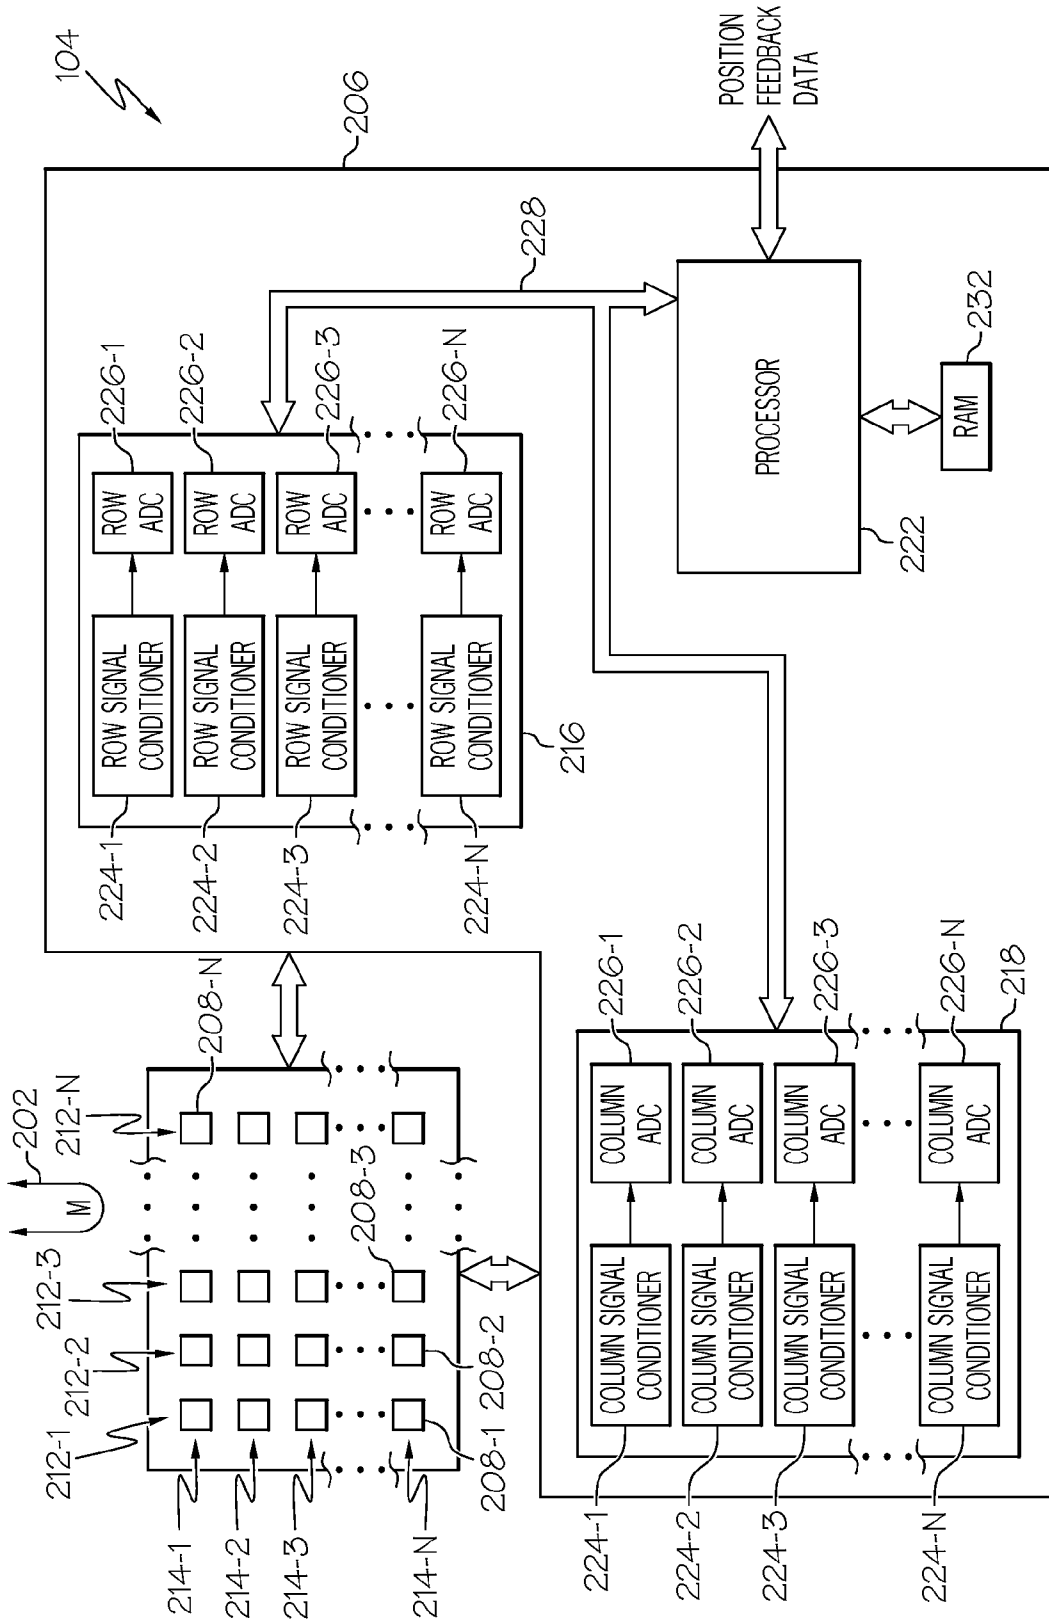 104
206
202
M
212-1
212-2
212-3
212-N
208-N
214-1
214-2
214-3
214-N
208-1
208-2
208-3
224-1
224-2
224-3
224-N
ROW SIGNAL
CONDITIONER
ROW
ADC
226-1
ROW SIGNAL
CONDITIONER
ROW
ADC
226-2
ROW SIGNAL
CONDITIONER
ROW
ADC
226-3
ROW SIGNAL
CONDITIONER
ROW
ADC
226-N
216
228
224-1
224-2
224-3
224-N
COLUMN SIGNAL
CONDITIONER
COLUMN
ADC
226-1
COLUMN SIGNAL
CONDITIONER
COLUMN
ADC
226-2
COLUMN SIGNAL
CONDITIONER
COLUMN
ADC
226-3
COLUMN SIGNAL
CONDITIONER
COLUMN
ADC
226-N
218
PROCESSOR
222
RAM
232
POSITION
FEEDBACK
DATA